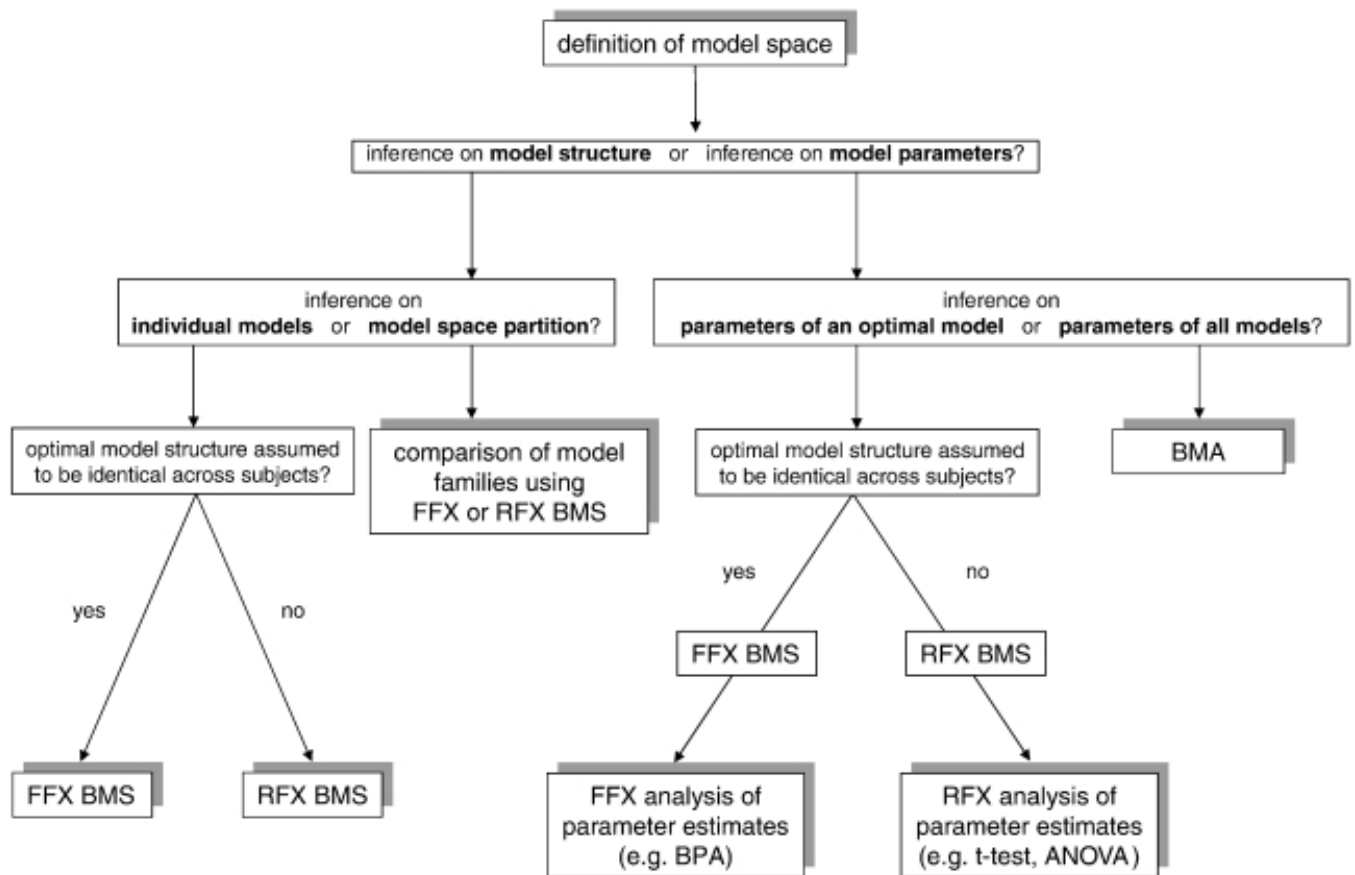 definition of model space
inference on model structure or inference on model parameters?
inference on
individual models or model space partition?
inference on
parameters of an optimal model or parameters of all models?
optimal model structure assumed
to be identical across subjects?
comparison of model
families using
FFX or RFX BMS
optimal model structure assumed
to be identical across subjects?
BMA
yes
no
yes
no
FFX BMS
RFX BMS
FFX BMS
RFX BMS
FFX analysis of
parameter estimates
(e.g. BPA)
RFX analysis of
parameter estimates
(e.g. t-test, ANOVA)